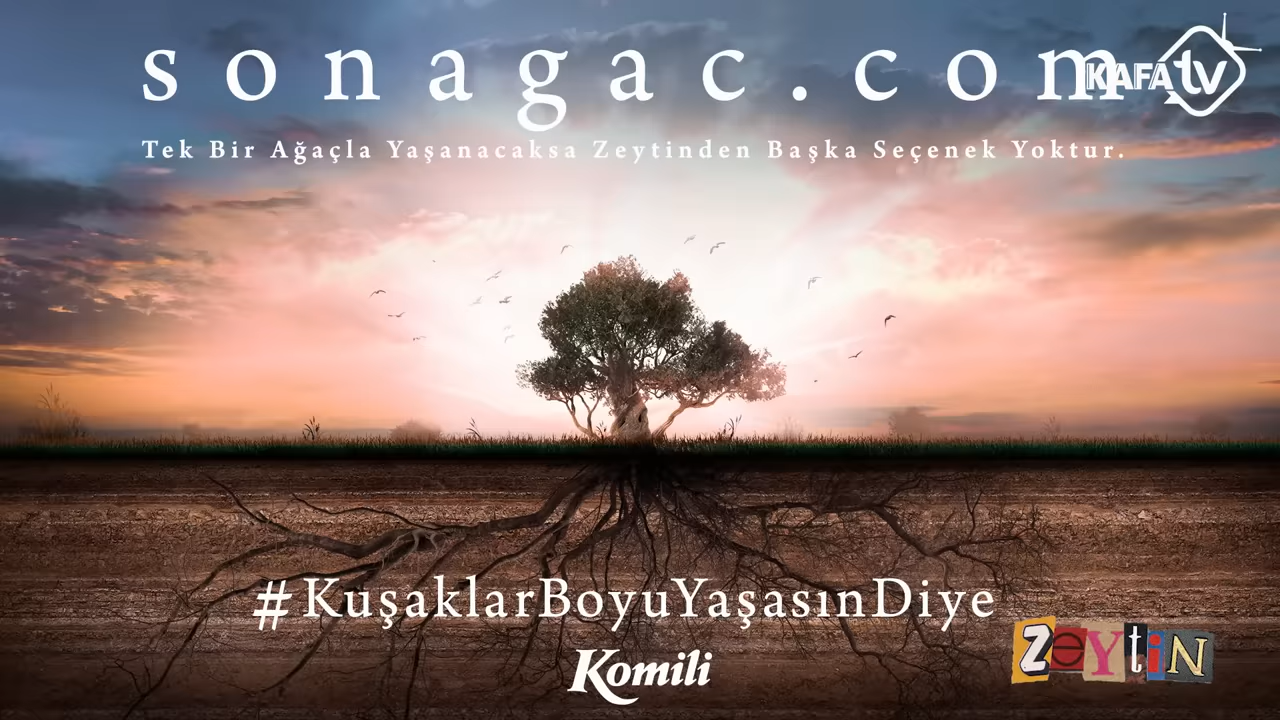 sonagac.com
KAFA tv
Tek Bir Ağaçla Yaşanacaksa Zeytinden Başka Seçenek Yoktur.
#KuşaklarBoyuYaşasınDiye
zeytin
Komili